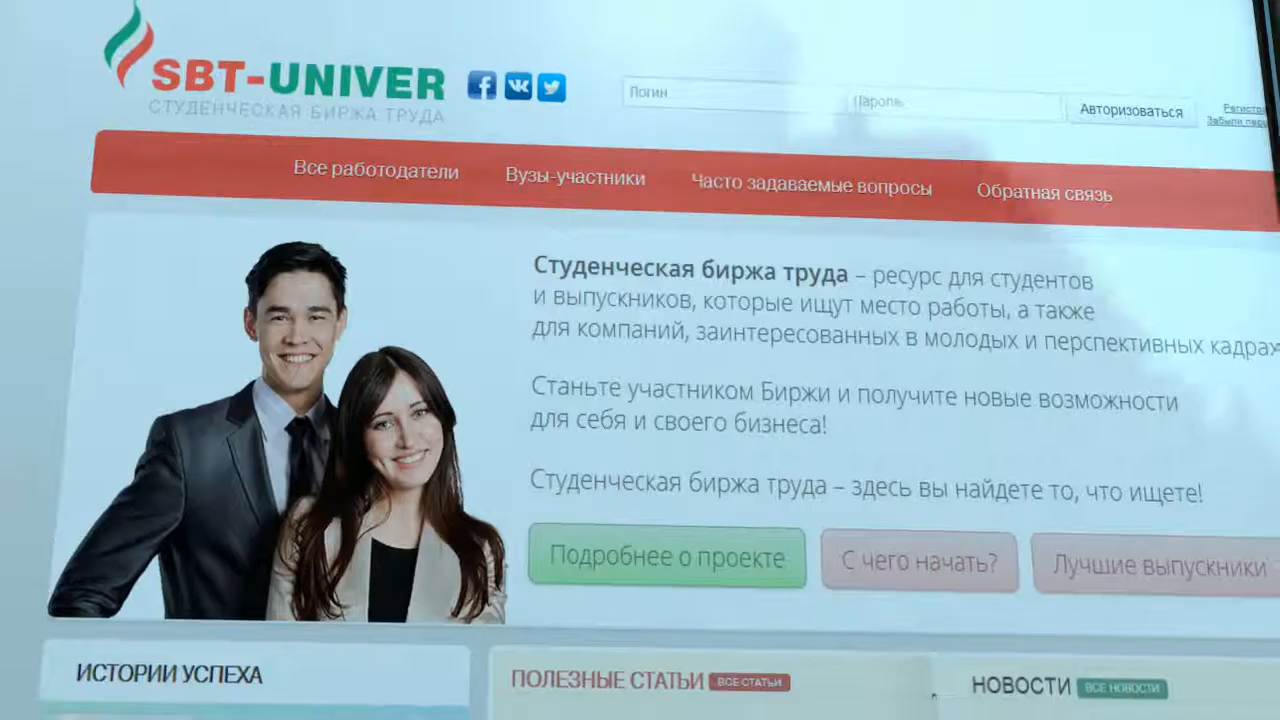 SBT-UNIVER
СТУДЕНЧЕСКАЯ БИРЖА ТРУДА
Логин
Пароль
Авторизоваться
Все работодатели
Вузы-участники
Часто задаваемые вопросы
Обратная связь
Студенческая биржа труда – ресурс для студентов
и выпускников, которые ищут место работы, а также
для компаний, заинтересованных в молодых и перспективных кадрах
Станьте участником Биржи и получите новые возможности
для себя и своего бизнеса!
Студенческая биржа труда – здесь вы найдете то, что ищете!
Подробнее о проекте
С чего начать?
Лучшие выпускники
ИСТОРИИ УСПЕХА
ПОЛЕЗНЫЕ СТАТЬИ
ВСЕ СТАТЬИ
НОВОСТИ
ВСЕ НОВОСТИ